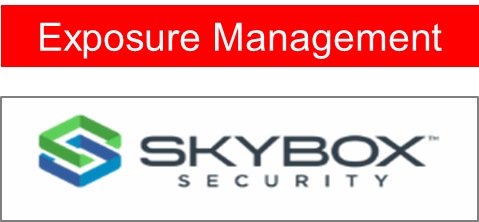 Exposure Management
SKYBOX™
SECURITY